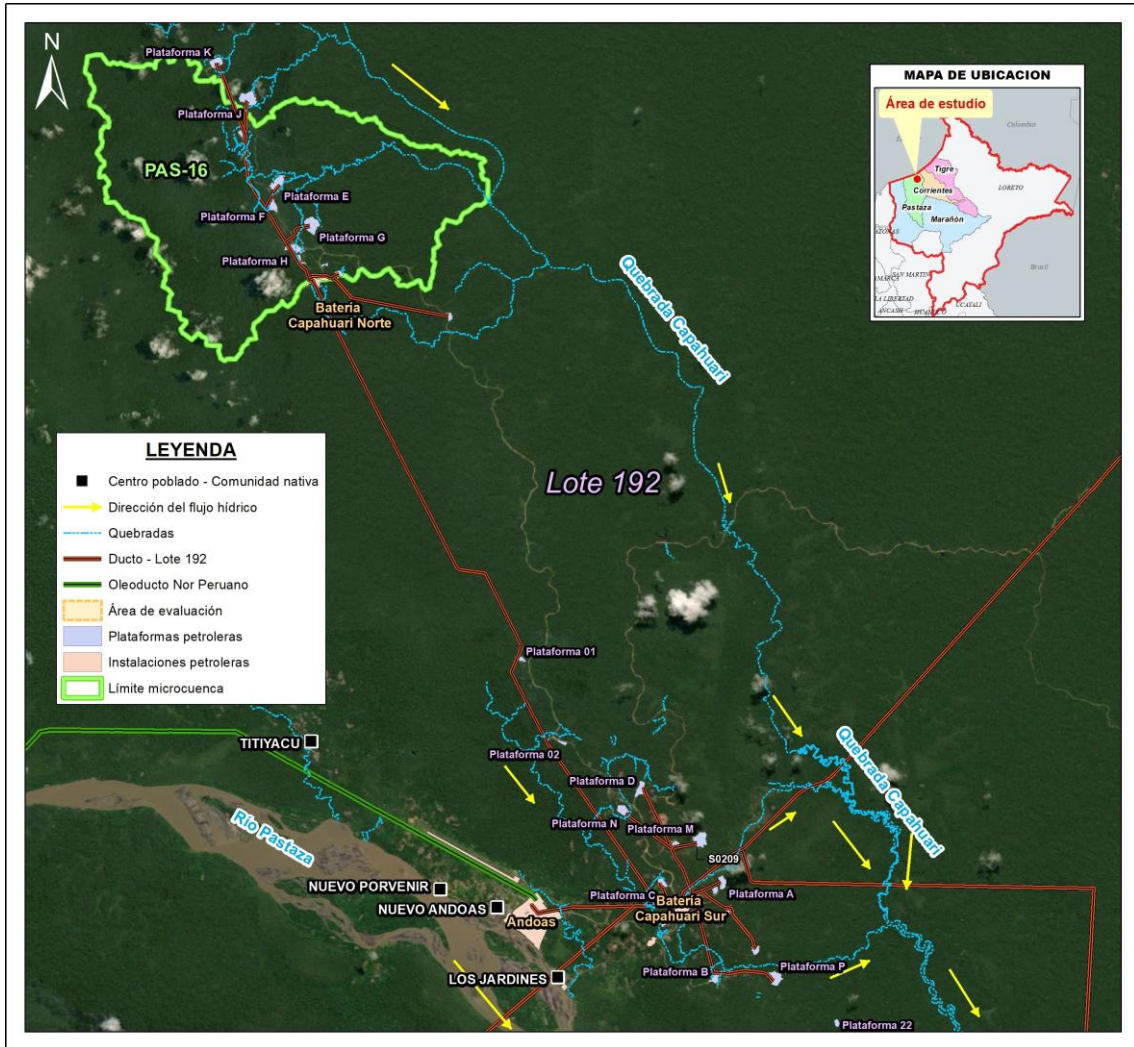 N
Plataforma K
Plataforma J
PAS-16
Plataforma E
Plataforma F
Plataforma G
Plataforma H
Batería
Capahuari Norte
Quebrada Capahuari
MAPA DE UBICACION
Área de estudio
Colombia
Tigre
LORETO
Corrientes
Pastaza
Marañón
Brasil
SAN MARTIN
LA LIBERTAD
UCAYALI
ANCASH
Lote 192
LEYENDA
Centro poblado - Comunidad nativa
Dirección del flujo hídrico
Quebradas
Ducto - Lote 192
Oleoducto Nor Peruano
Área de evaluación
Plataformas petroleras
Instalaciones petroleras
Límite microcuenca
Plataforma 01
TITIYACU
Plataforma 02
Quebrada Capahuari
Plataforma D
Río Pastaza
Plataforma N
Plataforma M
S0209
NUEVO PORVENIR
Plataforma C
Plataforma A
NUEVO ANDOAS
Andoas
Batería
Capahuari Sur
LOS JARDINES
Plataforma B
Plataforma P
Plataforma 22